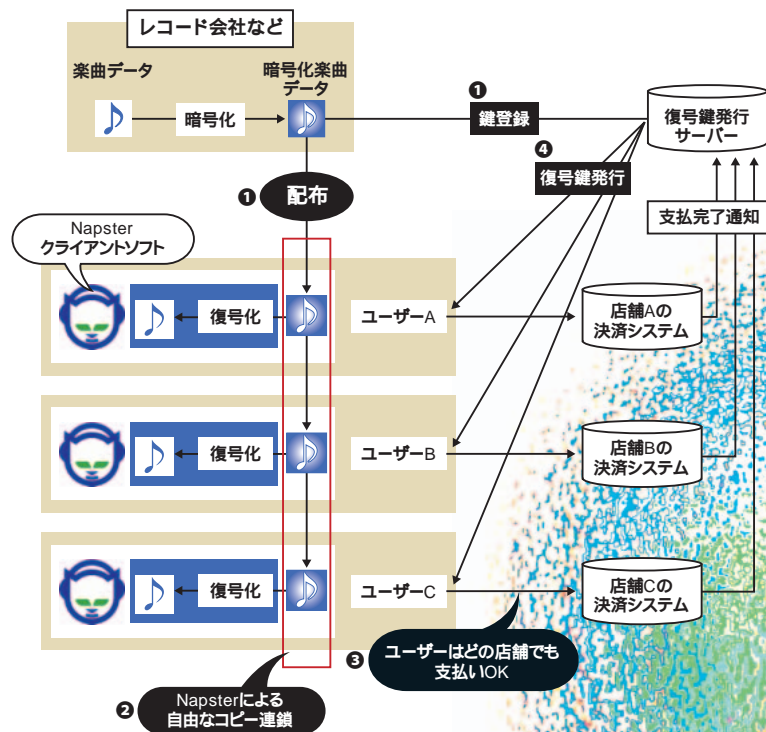 レコード会社など
楽曲データ
暗号化楽曲
データ
暗号化
❶
鍵登録
復号鍵発行
サーバー
❹
復号鍵発行
❶
配布
支払完了通知
Napster
クライアントソフト
復号化
ユーザーA
店舗Aの
決済システム
復号化
ユーザーB
店舗Bの
決済システム
復号化
ユーザーC
店舗Cの
決済システム
❸
ユーザーはどの店舗でも
支払いOK
❷
Napsterによる
自由なコピー連鎖